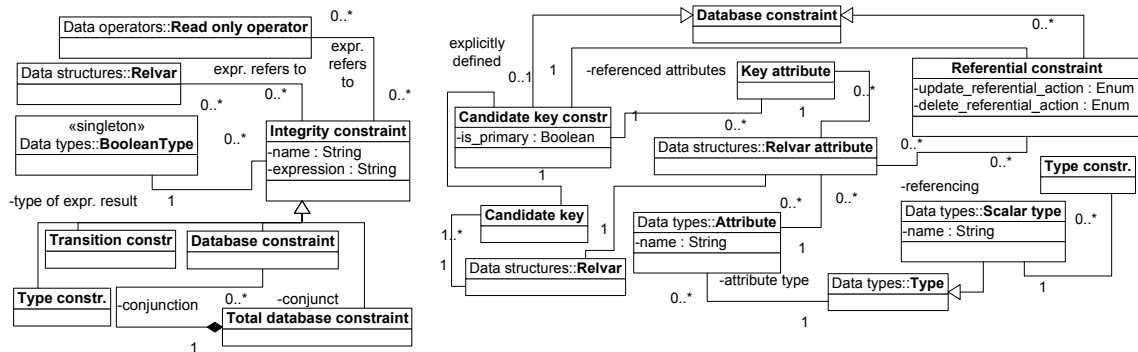 Data operators::Read only operator
0..*
expr.
refers
to
Data structures::Relvar
expr. refers to
0..*
0..*
0..*
«singleton»
Data types::BooleanType
0..*
Integrity constraint
-name : String
-expression : String
-type of expr. result
1
Transition constr
Database constraint
Type constr.
-conjunction
0..*
-conjunct
Total database constraint
1
Database constraint
0..*
explicitly
defined
0..1
1
-referenced attributes
Key attribute
0..*
1
Referential constraint
-update_referential_action : Enum
-delete_referential_action : Enum
Candidate key constr
-is_primary : Boolean
1
0..*
1
Data structures::Relvar attribute
0..*
0..*
Type constr.
-referencing
Candidate key
1..*
1
1
Data types::Attribute
-name : String
0..*
0..*
1
Data types::Scalar type
-name : String
0..*
Data structures::Relvar
-attribute type
0..*
Data types::Type
1
1